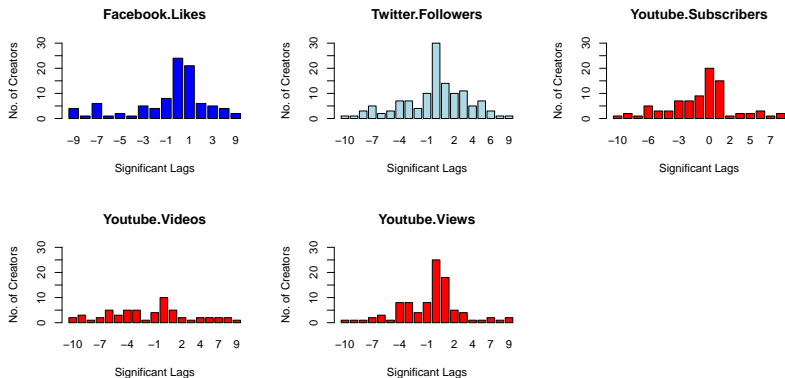 Facebook.Likes
No. of Creators
0 10 20 30
−9 −7 −5 −3 −1 1 3 9
Significant Lags
Twitter.Followers
No. of Creators
0 10 20 30
−10 −7 −4 −1 2 4 6 9
Significant Lags
Youtube.Subscribers
No. of Creators
0 10 20 30
−10 −6 −3 0 2 5 7
Significant Lags
Youtube.Videos
No. of Creators
0 10 20 30
−10 −7 −4 −1 2 4 6 9
Significant Lags
Youtube.Views
No. of Creators
0 10 20 30
−10 −7 −4 −1 2 4 6 9
Significant Lags